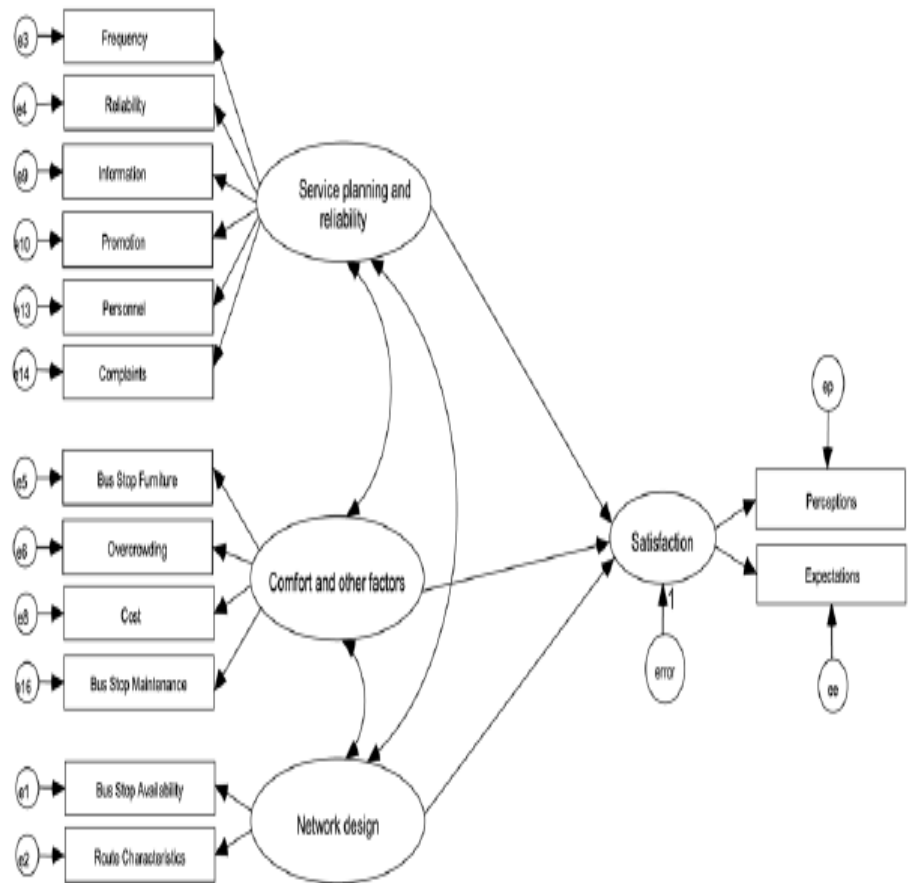 e3
Frequency
e4
Reliability
e9
Information
e10
Promotion
e13
Personnel
e14
Complaints
Service planning and
reliability
e5
Bus Stop Furniture
e6
Overcrowding
e8
Cost
e16
Bus Stop Maintenance
Comfort and other factors
e1
Bus Stop Availability
e2
Route Characteristics
Network design
Satisfaction
1
error
ep
Perceptions
Expectations
ee